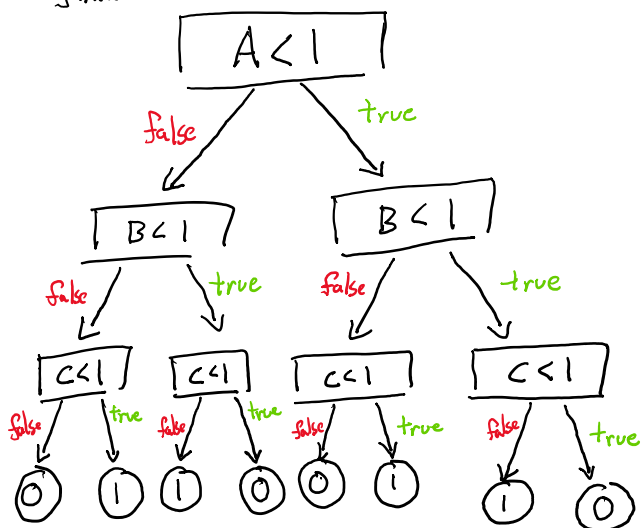 A < 1
false true
B < 1 B < 1
false true false true
C < 1 C < 1 C < 1 C < 1
false true false true false true false true
0 1 1 0 0 1 1 0